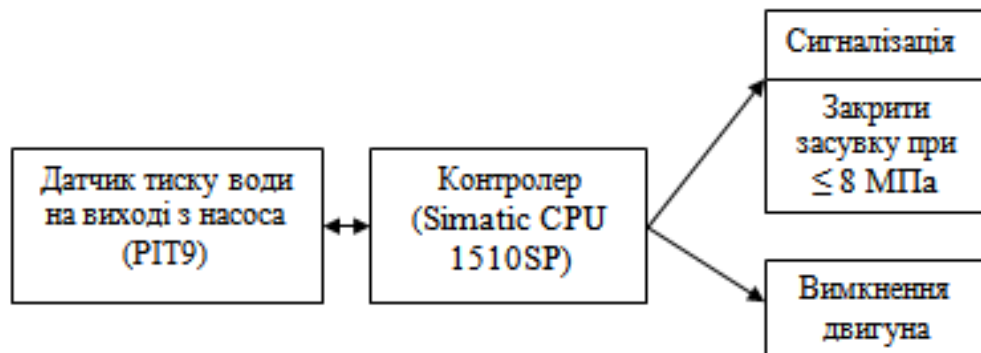 Датчик тиску води
на виході з насоса
(PIT9)
Контролер
(Simatic CPU
1510SP)
Сигналізація
Закрити
засувку при
≤ 8 МПа
Вимкнення
двигуна